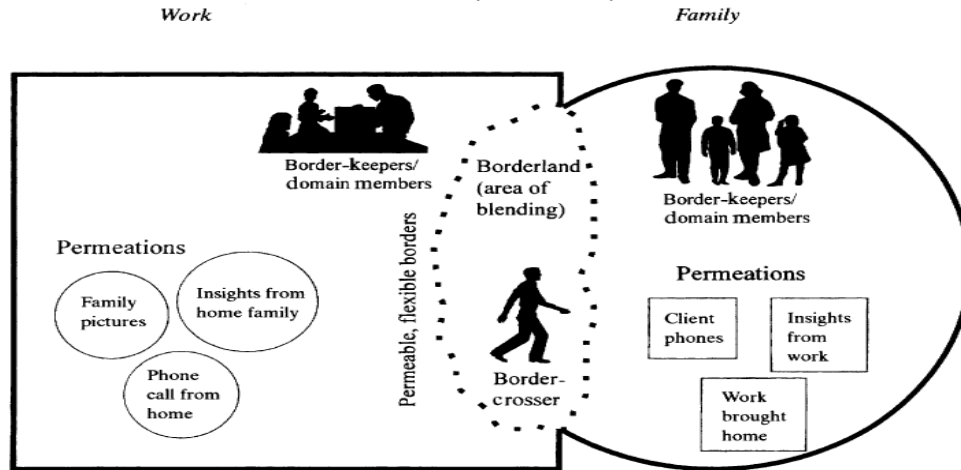 Work
Family
Border-keepers/
domain members
Borderland
(area of
blending)
Border-keepers/
domain members
Permeable, flexible borders
Permeations
Family
pictures
Insights from
home family
Phone
call from
home
Border-
crosser
Permeations
Client
phones
Insights
from
work
Work
brought
home